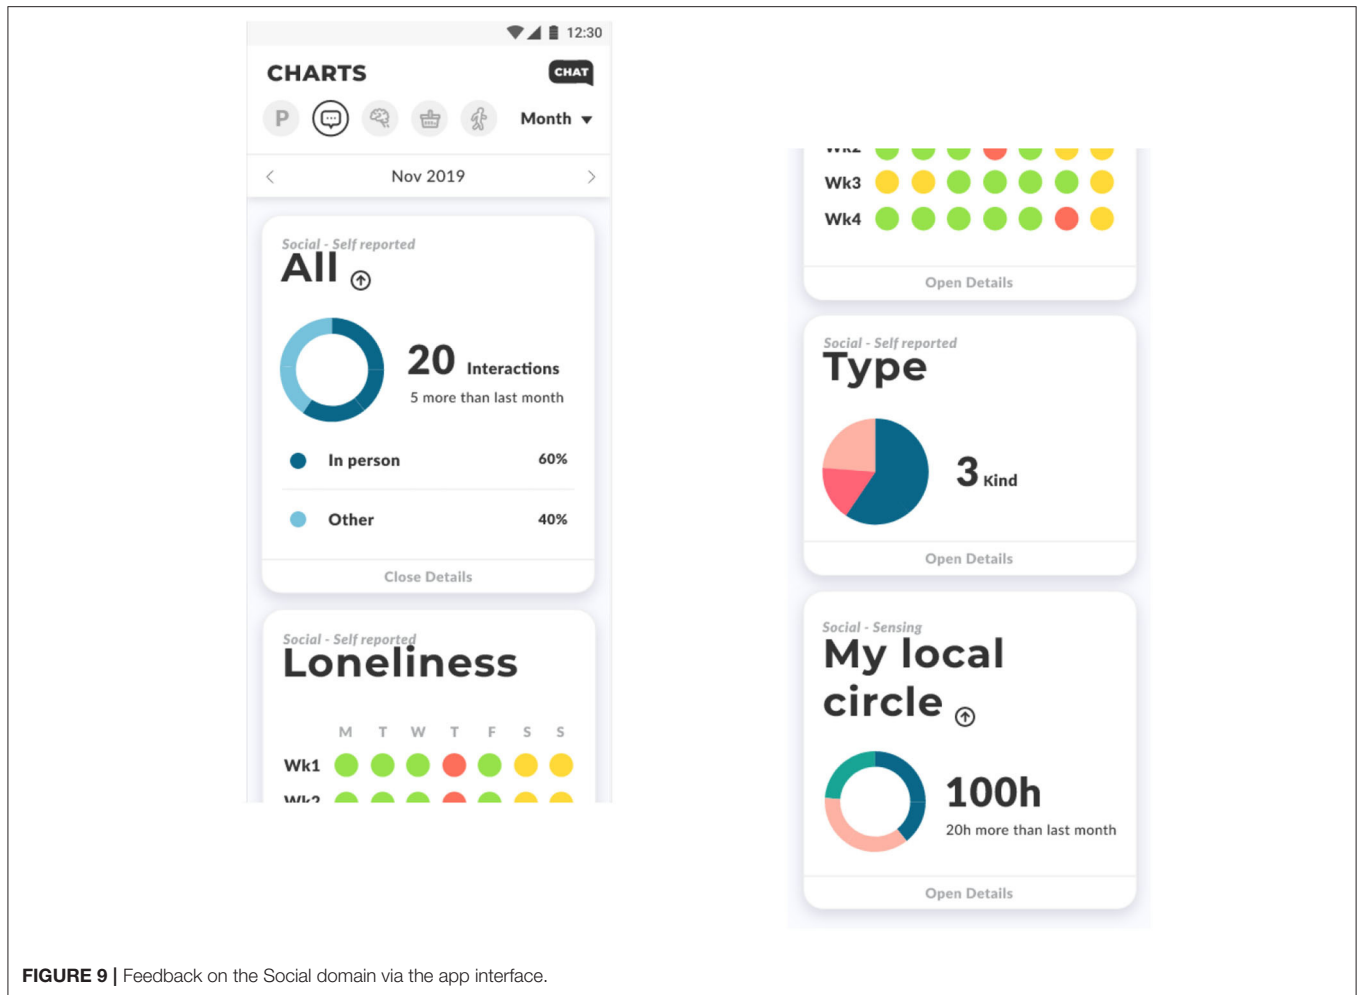 12:30
CHARTS
CHAT
P
Month
Nov 2019
Social - Self reported
All
20 Interactions
5 more than last month
In person 60%
Other 40%
Close Details
Social - Self reported
Loneliness
M T W T F S S
Wk1
Wk2
Wk2
Wk3
Wk4
Open Details
Social - Self reported
Type
3 Kind
Open Details
Social - Sensing
My local
circle
100h
20h more than last month
Open Details
FIGURE 9 | Feedback on the Social domain via the app interface.